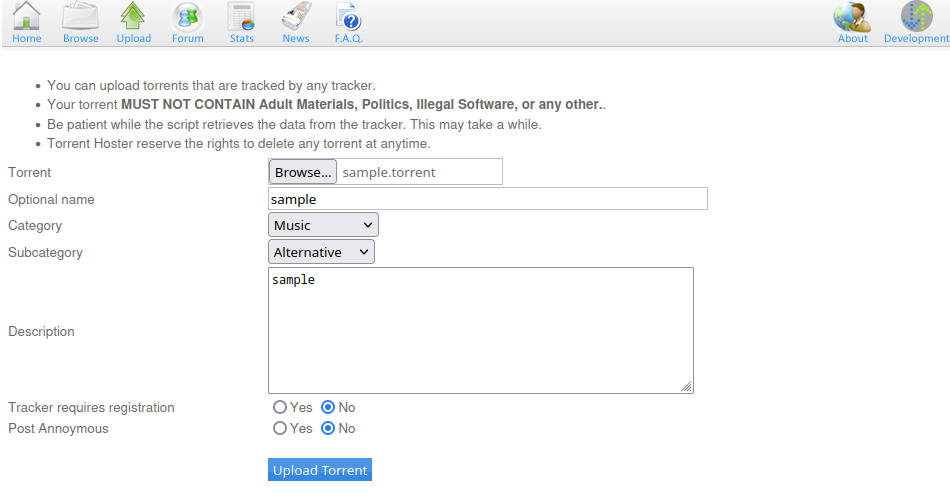 Home Browse Upload Forum Stats News F.A.Q. About Development
You can upload torrents that are tracked by any tracker.
Your torrent MUST NOT CONTAIN Adult Materials, Politics, Illegal Software, or any other..
Be patient while the script retrieves the data from the tracker. This may take a while.
Torrent Hoster reserve the rights to delete any torrent at anytime.
Torrent Browse... sample.torrent
Optional name sample
Category Music
Subcategory Alternative
sample
Description
Tracker requires registration Yes No
Post Annoymous Yes No
Upload Torrent